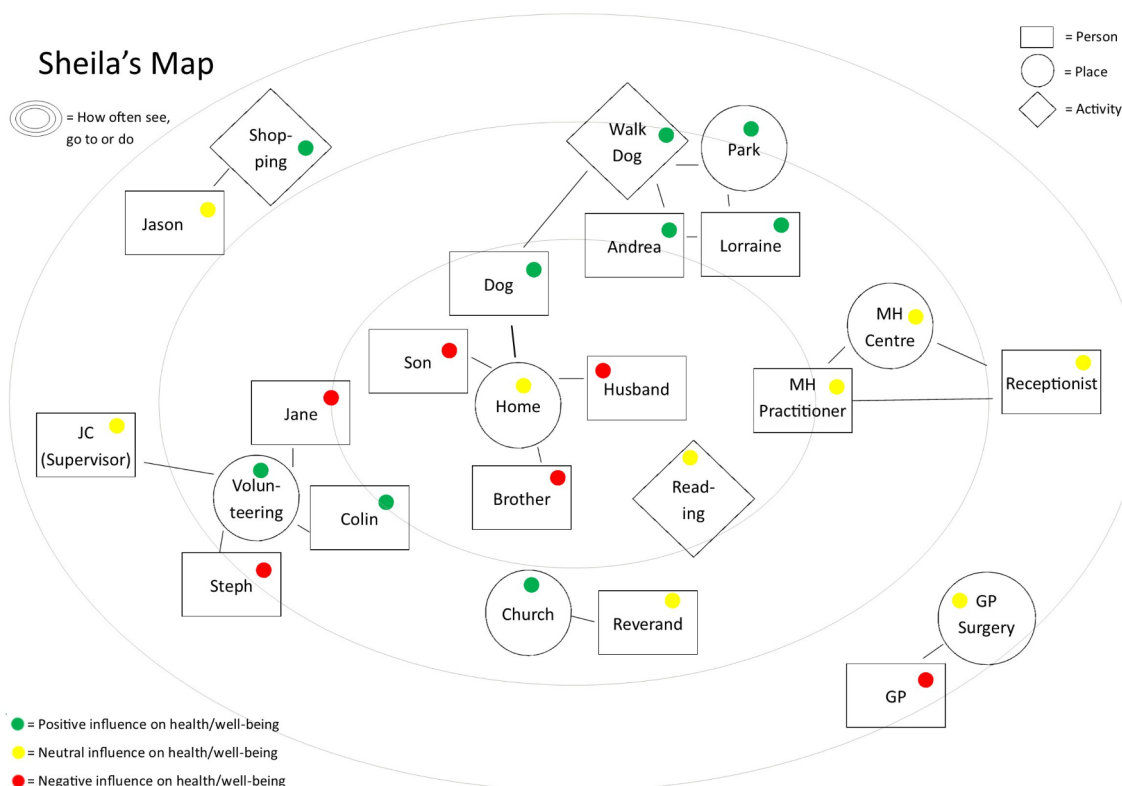 Sheila's Map
= How often see,
go to or do
= Person
= Place
= Activity
Shop-
ping
Jason
Walk
Dog
Park
Andrea
Lorraine
Dog
Son
Home
Husband
Brother
Read-
ing
MH
Centre
MH
Practitioner
Receptionist
Jane
JC
(Supervisor)
Volun-
teering
Colin
Steph
Church
Reverand
GP
Surgery
GP
= Positive influence on health/well-being
= Neutral influence on health/well-being
= Negative influence on health/well-being